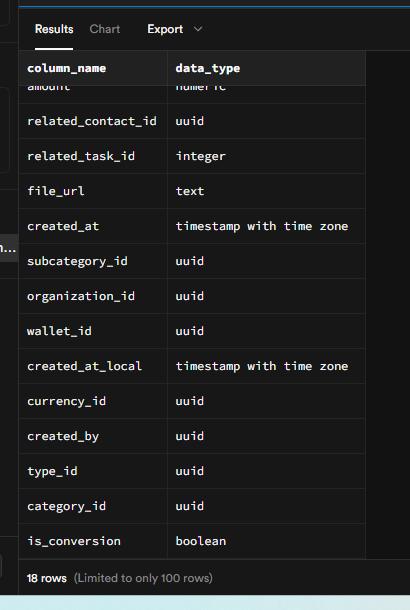 Results Chart Export
column_name data_type
amount numeric
related_contact_id uuid
related_task_id integer
file_url text
created_at timestamp with time zone
subcategory_id uuid
n...
organization_id uuid
wallet_id uuid
created_at_local timestamp with time zone
currency_id uuid
created_by uuid
type_id uuid
category_id uuid
is_conversion boolean
18 rows (Limited to only 100 rows)